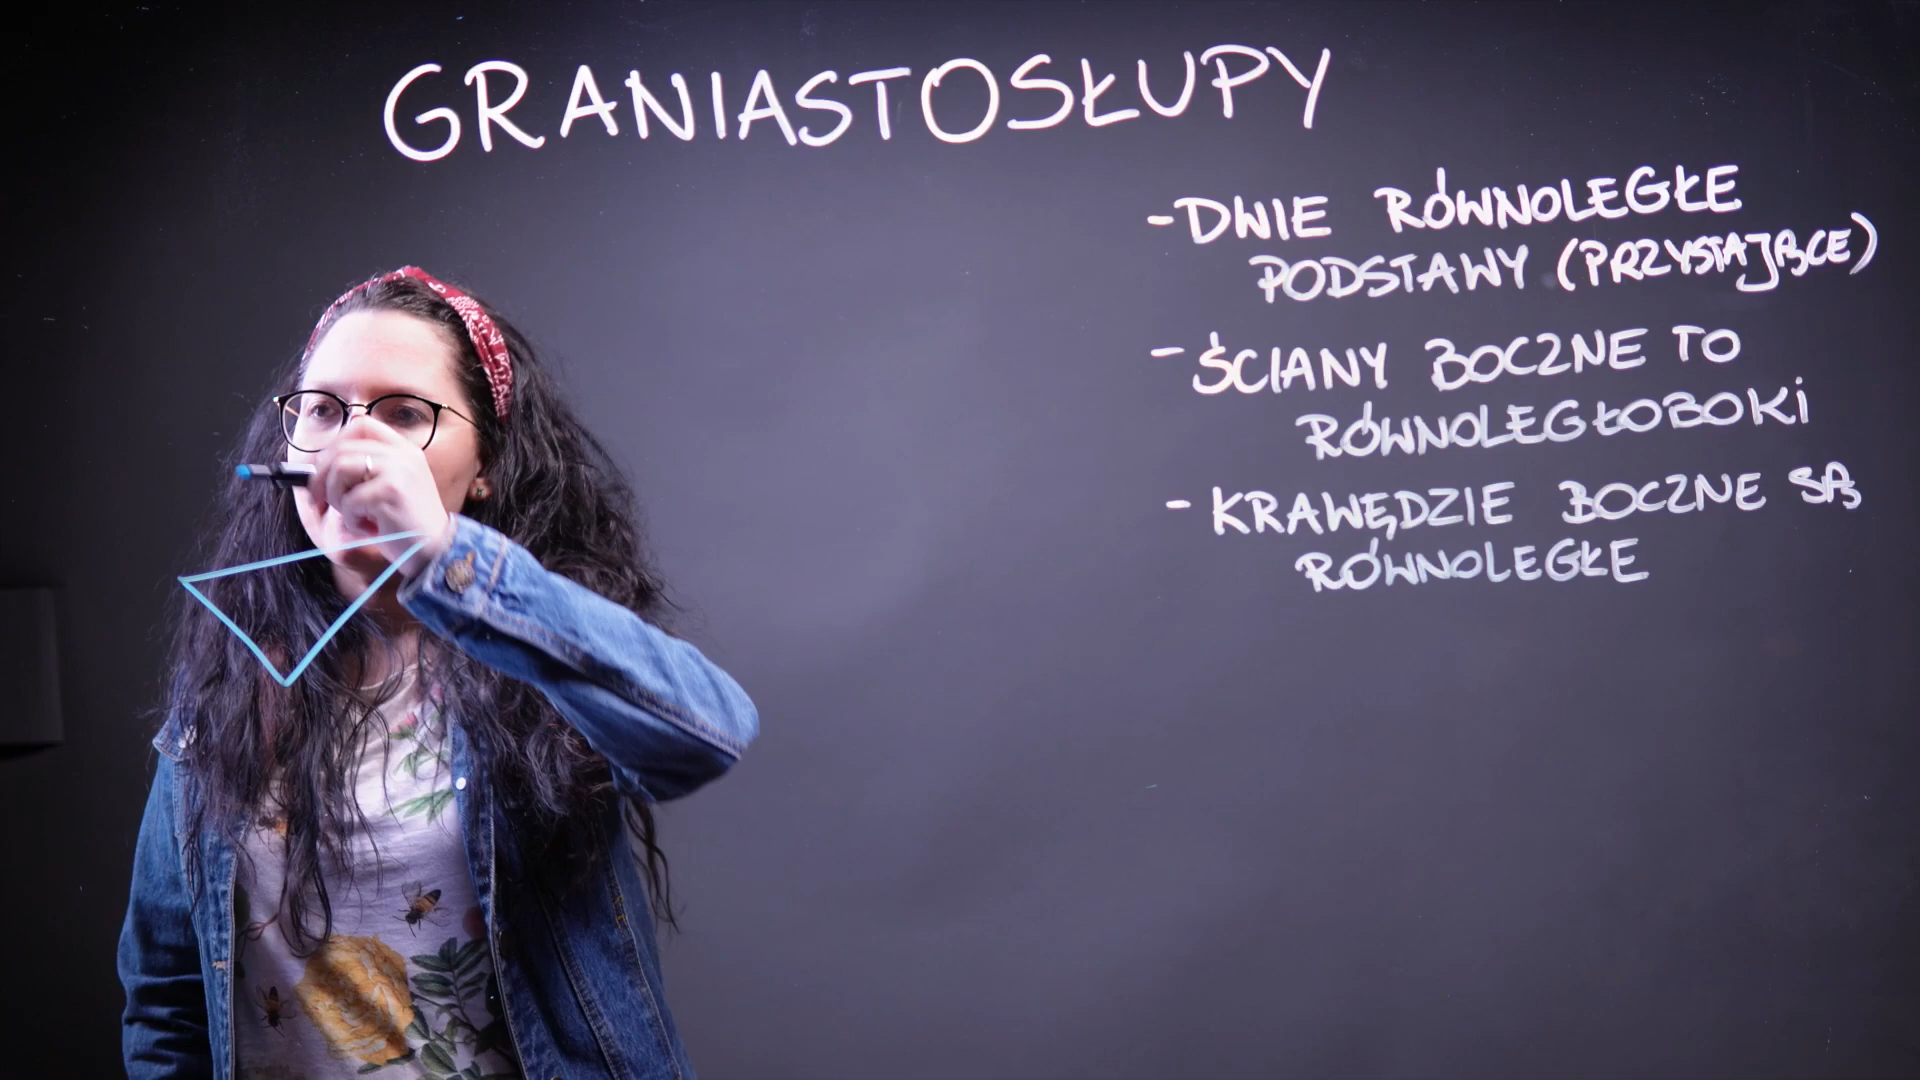 GRANIASTOSŁUPY
- DWIE RÓWNOLEGŁE
PODSTAWY (PRZYSTAJĄCE)
- ŚCIANY BOCZNE TO
RÓWNOLEGŁOBOKI
- KRAWĘDZIE BOCZNE SĄ
RÓWNOLEGŁE